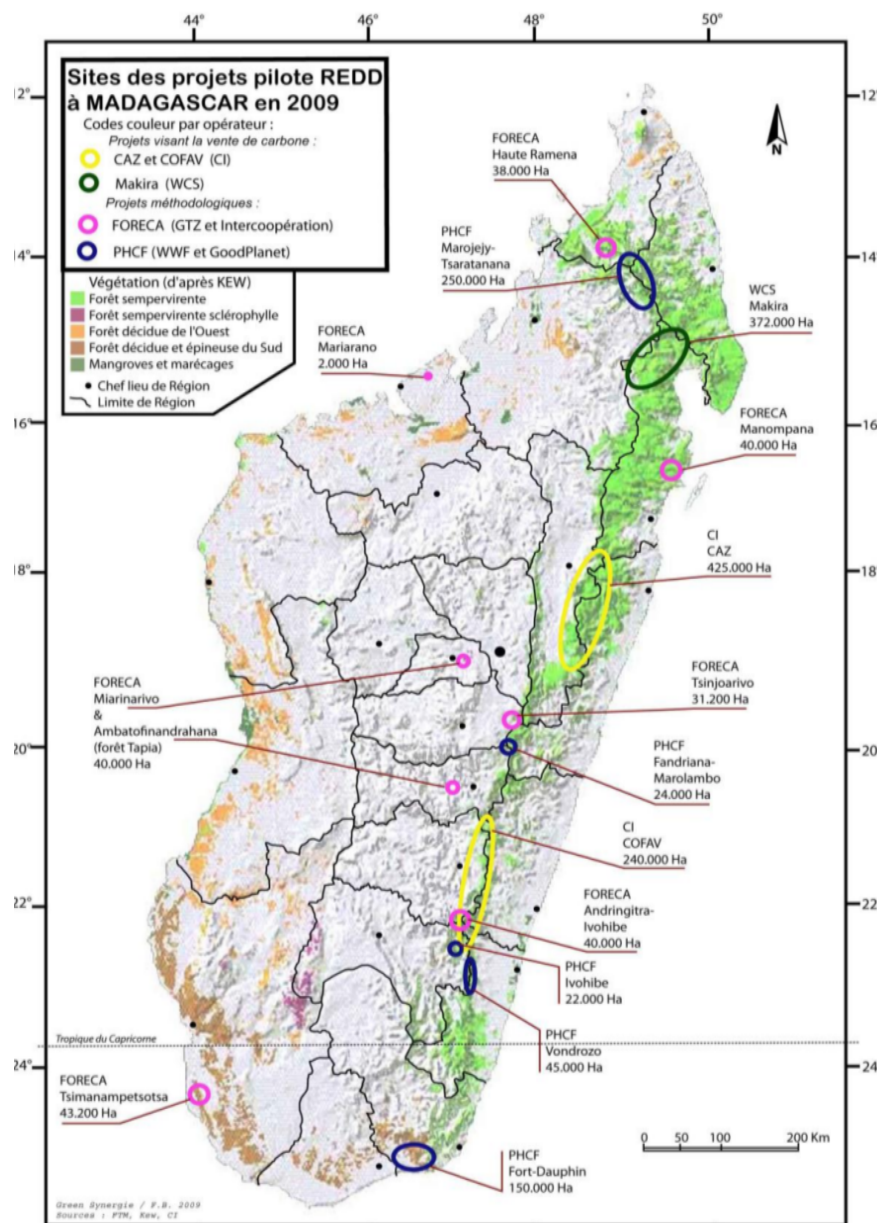 44°
46°
48°
50°
Sites des projets pilote REDD
à MADAGASCAR en 2009
Codes couleur par opérateur :
Projets visant la vente de carbone :
CAZ et COFAV (CI)
Makira (WCS)
Projets méthodologiques :
FORECA (GTZ et Intercoopération)
PHCF (WWF et GoodPlanet)
Végétation (d'après KEW)
Forêt sempervirente
Forêt sempervirente sclérophylle
Forêt décidue de l'Ouest
Forêt décidue et épineuse du Sud
Mangroves et marécages
Chef lieu de Région
Limite de Région
12°
12°
N
FORECA
Haute Ramena
38.000 Ha
14°
14°
PHCF
Marojejy-
Tsaratanana
250.000 Ha
WCS
Makira
372.000 Ha
FORECA
Mariarano
2.000 Ha
16°
16°
FORECA
Manompana
40.000 Ha
CI
CAZ
425.000 Ha
18°
18°
FORECA
Miarinarivo
&
Ambatofinandrahana
(forêt Tapia)
40.000 Ha
FORECA
Tsinjoarivo
31.200 Ha
20°
20°
PHCF
Fandriana-
Marolambo
24.000 Ha
CI
COFAV
240.000 Ha
22°
22°
FORECA
Andringitra-
Ivohibe
40.000 Ha
PHCF
Ivohibe
22.000 Ha
Tropique du Capricorne
PHCF
Vondrozo
45.000 Ha
24°
24°
FORECA
Tsimanampetsotsa
43.200 Ha
0 50 100 200 Km
PHCF
Fort-Dauphin
150.000 Ha
Green Synergie / F.B. 2009
Sources : FTM, Kew, CI